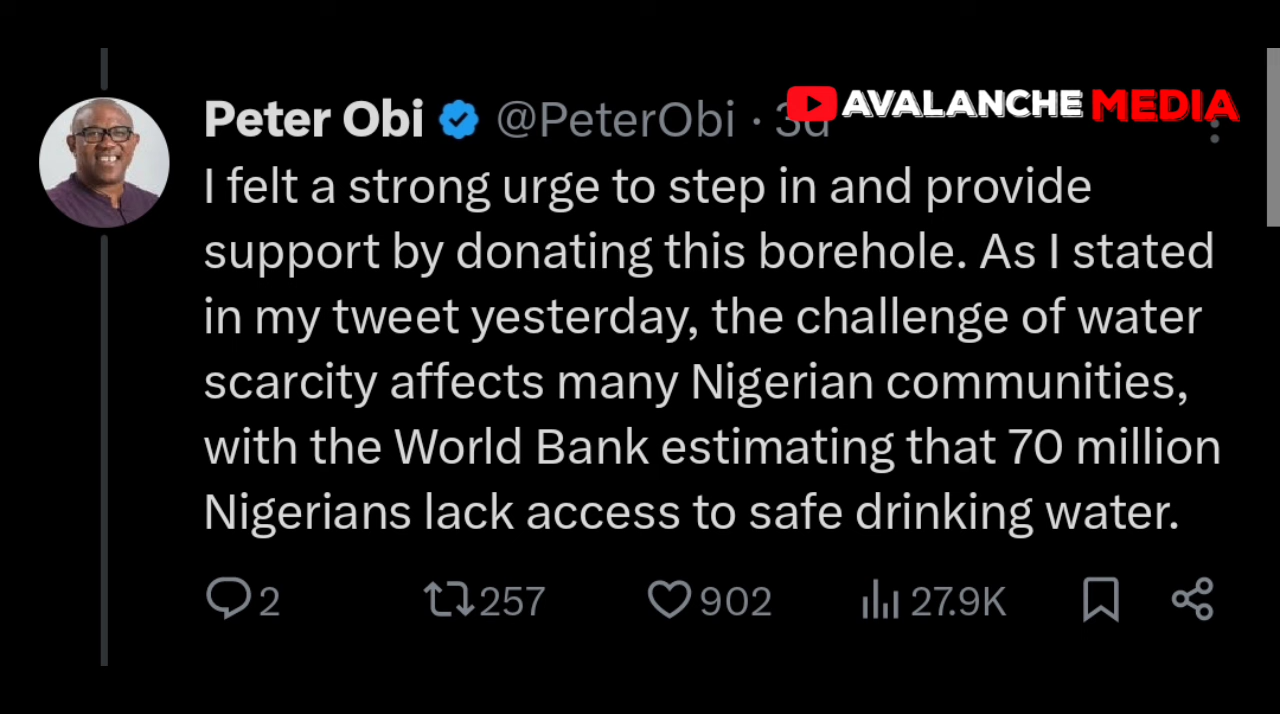 Peter Obi @PeterObi · 3d
AVALANCHE MEDIA
I felt a strong urge to step in and provide
support by donating this borehole. As I stated
in my tweet yesterday, the challenge of water
scarcity affects many Nigerian communities,
with the World Bank estimating that 70 million
Nigerians lack access to safe drinking water.
2 257 902 27.9K